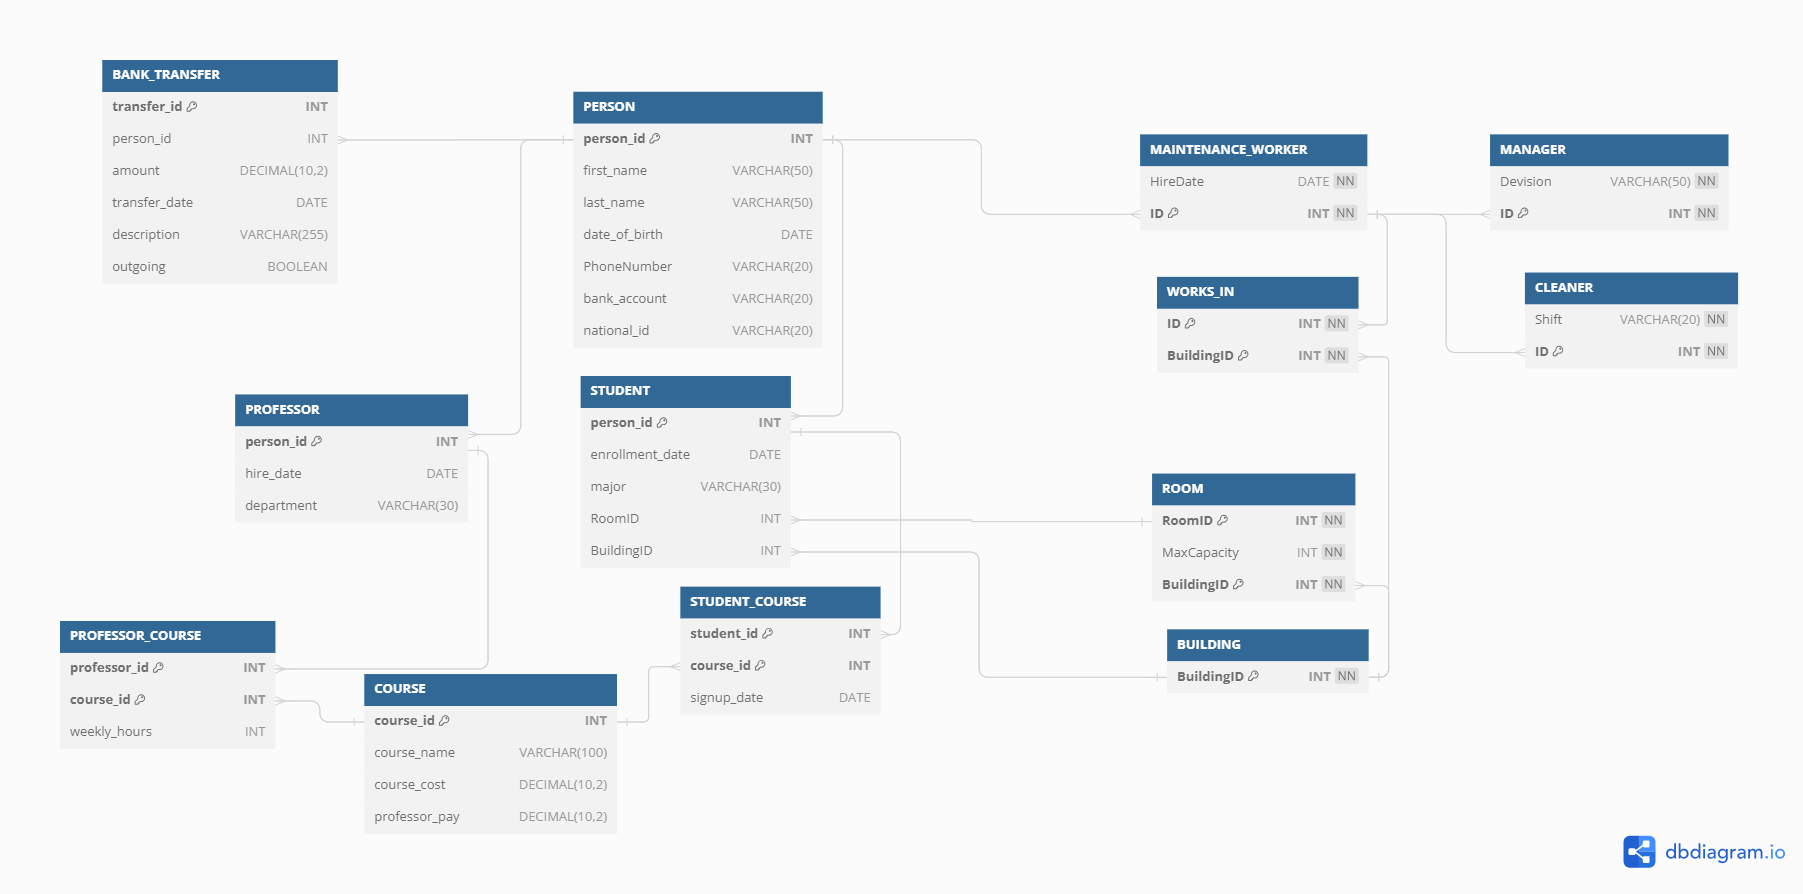 BANK_TRANSFER
transfer_id INT
person_id INT
amount DECIMAL(10,2)
transfer_date DATE
description VARCHAR(255)
outgoing BOOLEAN
PERSON
person_id INT
first_name VARCHAR(50)
last_name VARCHAR(50)
date_of_birth DATE
PhoneNumber VARCHAR(20)
bank_account VARCHAR(20)
national_id VARCHAR(20)
MAINTENANCE_WORKER
HireDate DATE NN
ID INT NN
MANAGER
Devision VARCHAR(50) NN
ID INT NN
WORKS_IN
ID INT NN
BuildingID INT NN
CLEANER
Shift VARCHAR(20) NN
ID INT NN
PROFESSOR
person_id INT
hire_date DATE
department VARCHAR(30)
STUDENT
person_id INT
enrollment_date DATE
major VARCHAR(30)
RoomID INT
BuildingID INT
ROOM
RoomID INT NN
MaxCapacity INT NN
BuildingID INT NN
STUDENT_COURSE
student_id INT
course_id INT
signup_date DATE
BUILDING
BuildingID INT NN
PROFESSOR_COURSE
professor_id INT
course_id INT
weekly_hours INT
COURSE
course_id INT
course_name VARCHAR(100)
course_cost DECIMAL(10,2)
professor_pay DECIMAL(10,2)
dbdiagram.io